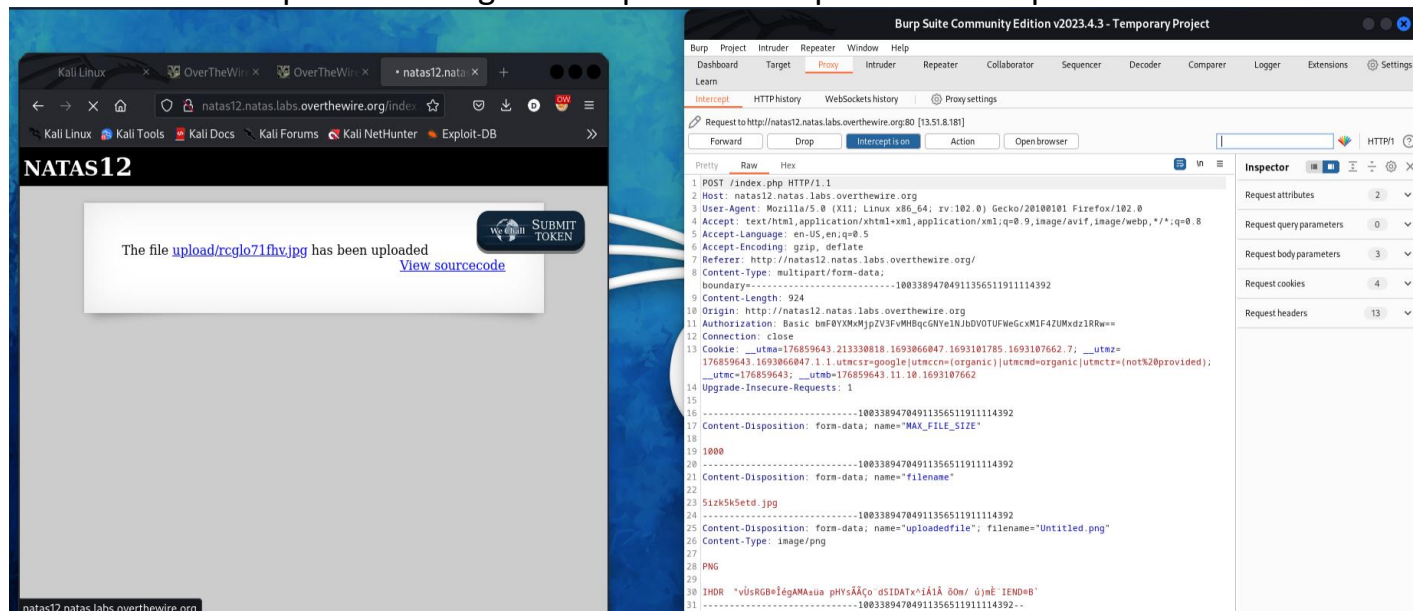 Burp Suite Community Edition v2023.4.3 - Temporary Project
Burp Project Intruder Repeater Window Help
Dashboard Target Proxy Intruder Repeater Collaborator Sequencer Decoder Comparer Logger Extensions Settings
Learn
Intercept HTTP history WebSockets history Proxy settings
Request to http://natas12.natas.labs.overthewire.org:80 [13.51.8.181]
Forward Drop Intercept is on Action Open browser HTTP/1
Pretty Raw Hex \n
Inspector
Request attributes 2
Request query parameters 0
Request body parameters 3
Request cookies 4
Request headers 13
1 POST /index.php HTTP/1.1
2 Host: natas12.natas.labs.overthewire.org
3 User-Agent: Mozilla/5.0 (X11; Linux x86_64; rv:102.0) Gecko/20100101 Firefox/102.0
4 Accept: text/html,application/xhtml+xml,application/xml;q=0.9,image/avif,image/webp,*/*;q=0.8
5 Accept-Language: en-US,en;q=0.5
6 Accept-Encoding: gzip, deflate
7 Referer: http://natas12.natas.labs.overthewire.org/
8 Content-Type: multipart/form-data;
boundary=---------------------------10033894704911356511911114392
9 Content-Length: 924
10 Origin: http://natas12.natas.labs.overthewire.org
11 Authorization: Basic
12 Connection: close
13 Cookie: __utma=176859643.213330818.1693066047.1693101785.1693107662.7; __utmz=
176859643.1693066047.1.1.utmcsr=google|utmccn=(organic)|utmcmd=organic|utmctr=(not%20provided);
__utmc=176859643; __utmb=176859643.11.10.1693107662
14 Upgrade-Insecure-Requests: 1
15
16 -----------------------------10033894704911356511911114392
17 Content-Disposition: form-data; name="MAX_FILE_SIZE"
18
19 1000
20 -----------------------------10033894704911356511911114392
21 Content-Disposition: form-data; name="filename"
22
23 5izk5k5etd.jpg
24 -----------------------------10033894704911356511911114392
25 Content-Disposition: form-data; name="uploadedfile"; filename="Untitled.png"
26 Content-Type: image/png
27
28 PNG
29
30 IHDR
31 -----------------------------10033894704911356511911114392--
Kali Linux OverTheWir OverTheWir natas12.nata
natas12.natas.labs.overthewire.org/index
Kali Linux Kali Tools Kali Docs Kali Forums Kali NetHunter Exploit-DB
NATAS12
We Chall SUBMIT TOKEN
The file upload/rcglo71fhv.jpg has been uploaded
View sourcecode
natas12.natas.labs.overthewire.org